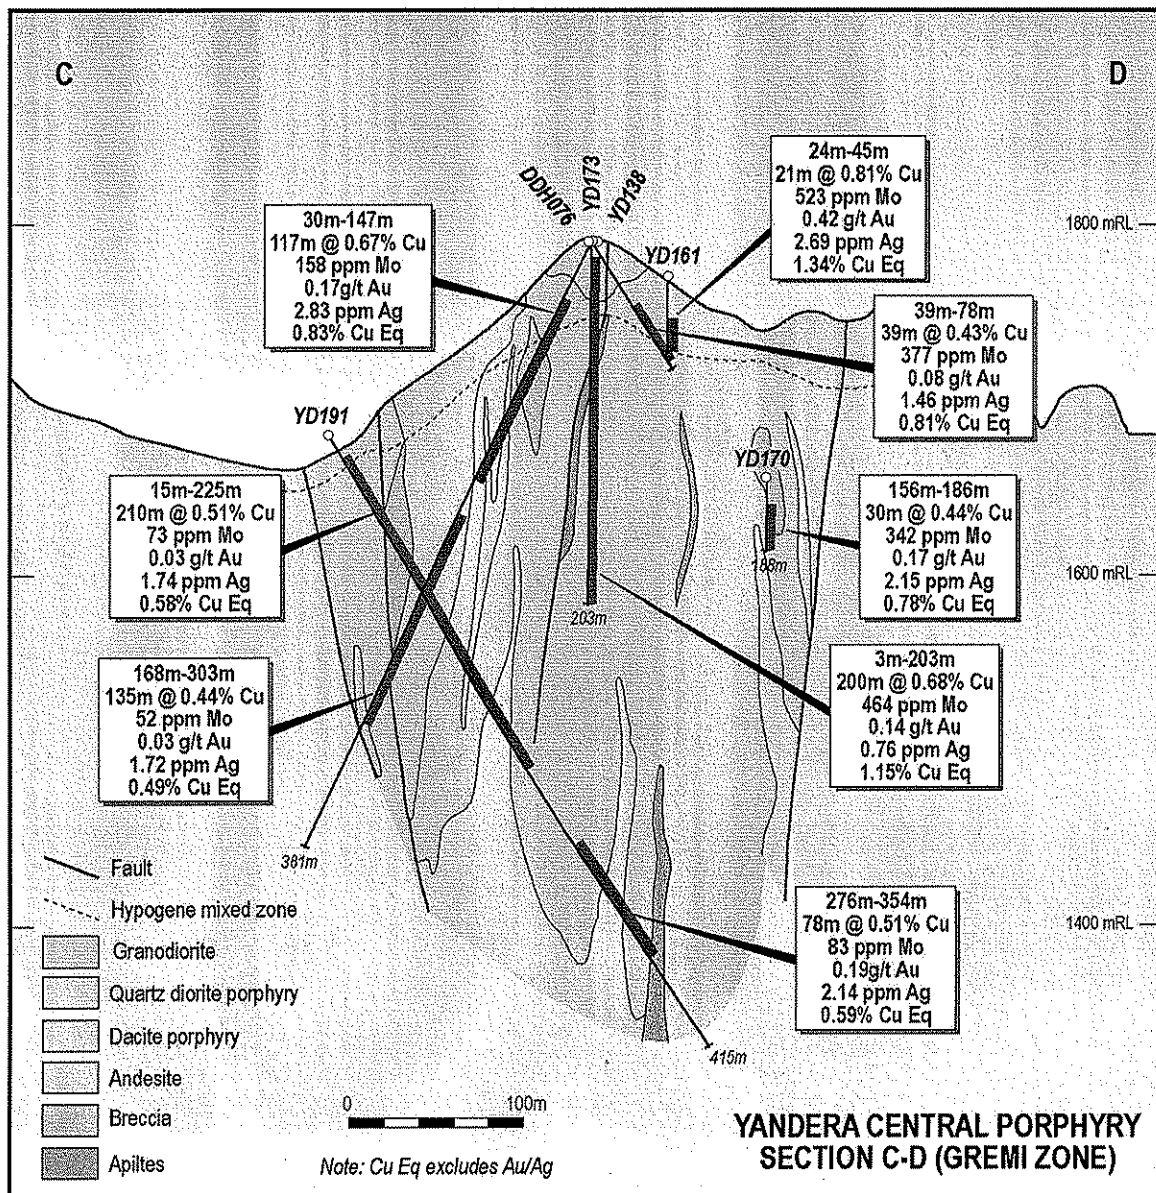 C
D
DDH076
YD173
YD138
24m-45m
21m @ 0.81% Cu
523 ppm Mo
0.42 g/t Au
2.69 ppm Ag
1.34% Cu Eq
30m-147m
117m @ 0.67% Cu
158 ppm Mo
0.17g/t Au
2.83 ppm Ag
0.83% Cu Eq
1800 mRL
YD161
39m-78m
39m @ 0.43% Cu
377 ppm Mo
0.08 g/t Au
1.46 ppm Ag
0.81% Cu Eq
YD191
YD170
15m-225m
210m @ 0.51% Cu
73 ppm Mo
0.03 g/t Au
1.74 ppm Ag
0.58% Cu Eq
156m-186m
30m @ 0.44% Cu
342 ppm Mo
0.17 g/t Au
2.15 ppm Ag
0.78% Cu Eq
188m
1600 mRL
203m
168m-303m
135m @ 0.44% Cu
52 ppm Mo
0.03 g/t Au
1.72 ppm Ag
0.49% Cu Eq
3m-203m
200m @ 0.68% Cu
464 ppm Mo
0.14 g/t Au
0.76 ppm Ag
1.15% Cu Eq
381m
276m-354m
78m @ 0.51% Cu
83 ppm Mo
0.19g/t Au
2.14 ppm Ag
0.59% Cu Eq
1400 mRL
415m
Fault
Hypogene mixed zone
Granodiorite
Quartz diorite porphyry
Dacite porphyry
Andesite
Breccia
Apiltes
0 100m
Note: Cu Eq excludes Au/Ag
YANDERA CENTRAL PORPHYRY
SECTION C-D (GREMI ZONE)